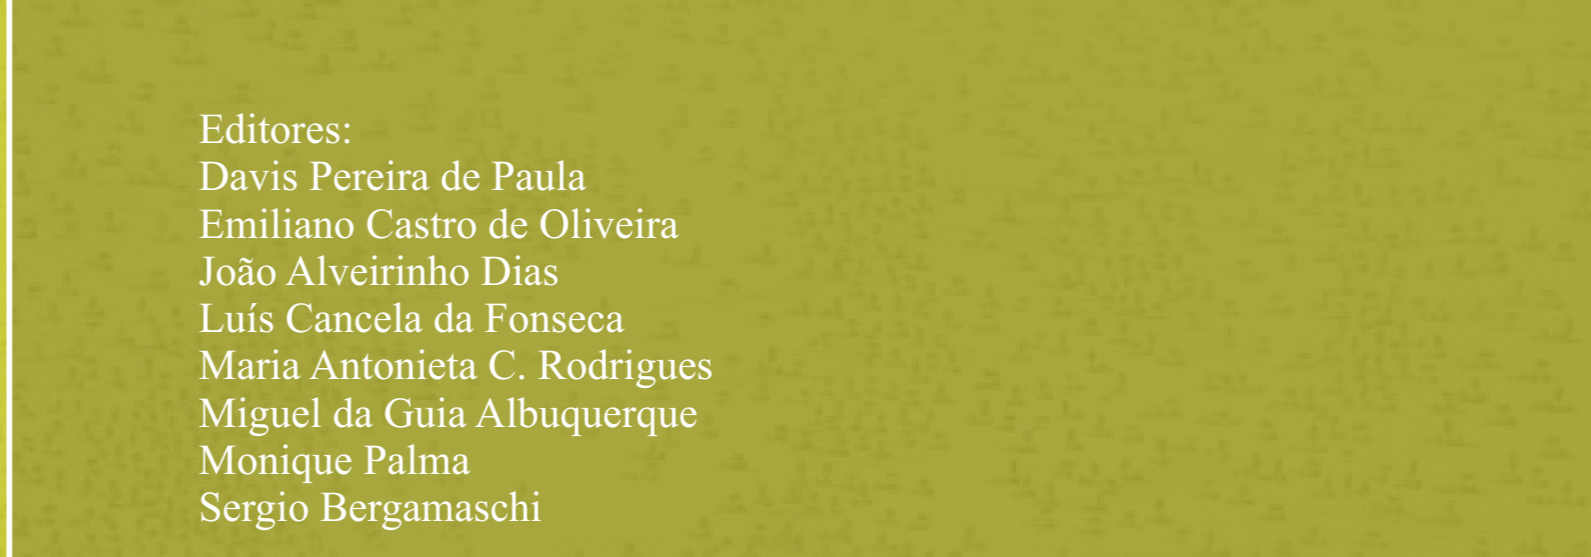 Editores:
Davis Pereira de Paula
Emiliano Castro de Oliveira
João Alveirinho Dias
Luís Cancela da Fonseca
Maria Antonieta C. Rodrigues
Miguel da Guia Albuquerque
Monique Palma
Sergio Bergamaschi